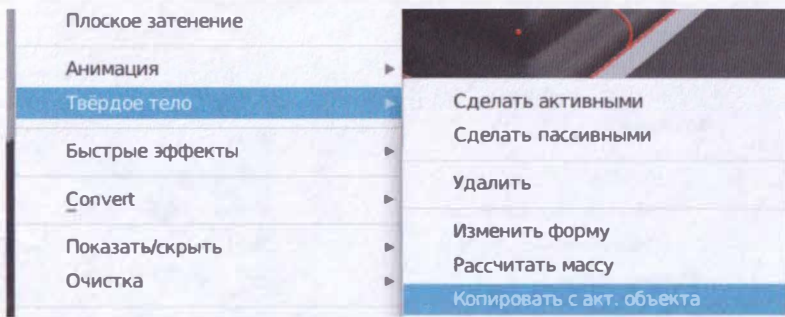 Плоское затенение
Анимация
Твёрдое тело
Быстрые эффекты
Convert
Показать/скрыть
Очистка
Сделать активными
Сделать пассивными
Удалить
Изменить форму
Рассчитать массу
Копировать с акт. объекта